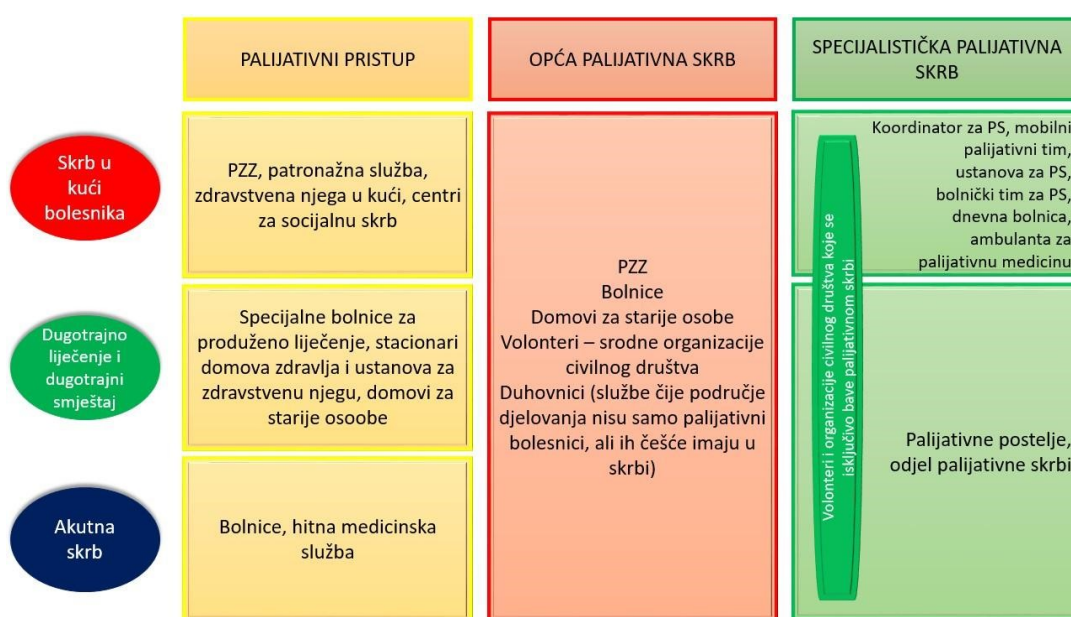 PALIJATIVNI PRISTUP
OPĆA PALIJATIVNA SKRB
SPECIJALISTIČKA PALIJATIVNA
SKRB
Skrb u
kući
bolesnika
PZZ, patronažna služba,
zdravstvena njega u kući, centri
za socijalnu skrb
Dugotrajno
liječenje i
dugotrajni
smještaj
Specijalne bolnice za
produženo liječenje, stacionari
domova zdravlja i ustanova za
zdravstvenu njegu, domovi za
starije osoobe
Akutna
skrb
Bolnice, hitna medicinska
služba
PZZ
Bolnice
Domovi za starije osobe
Volonteri – srodne organizacije
civilnog društva
Duhovnici (službe čije područje
djelovanja nisu samo palijativni
bolesnici, ali ih češće imaju u
skrbi)
Volonteri i organizacije civilnog društva koje se
isključivo bave palijativnom skrbi
Koordinator za PS, mobilni
palijativni tim,
ustanova za PS,
bolnički tim za PS,
dnevna bolnica,
ambulanta za
palijativnu medicinu
Palijativne postelje,
odjel palijativne skrbi